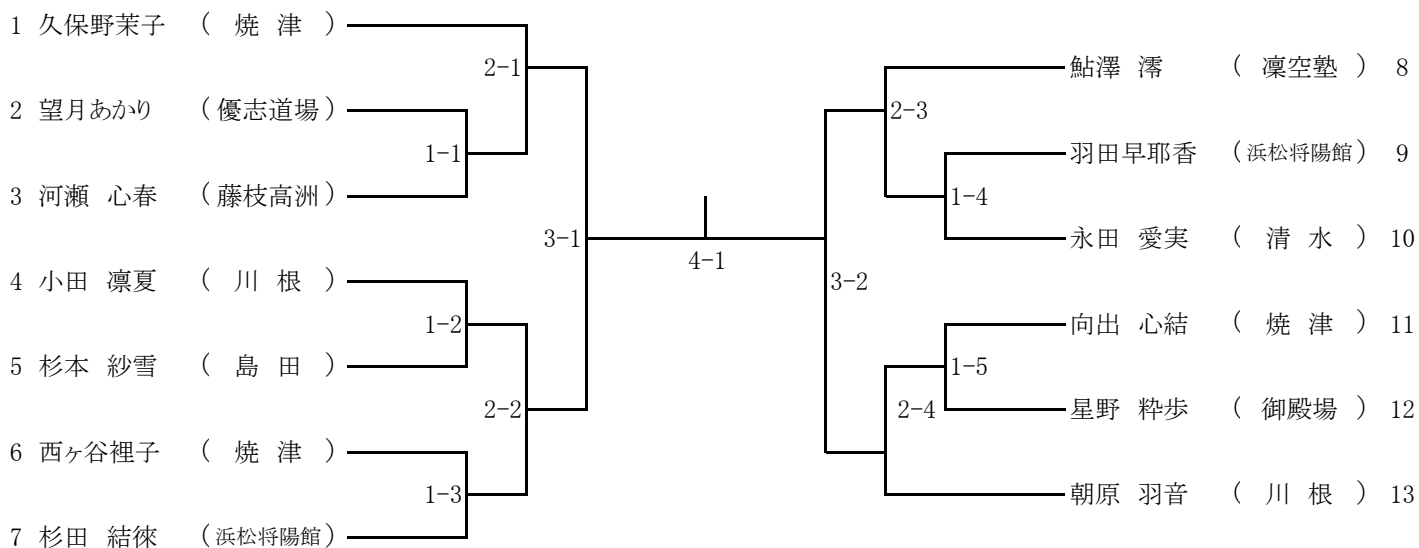 1 久保野茉子 ( 焼 津 )
2-1
2 望月あかり (優志道場)
1-1
3 河瀬 心春 (藤枝高洲)
3-1
4 小田 凛夏 ( 川 根 )
1-2
5 杉本 紗雪 ( 島 田 )
2-2
6 西ヶ谷裡子 ( 焼 津 )
1-3
7 杉田 結徠 (浜松将陽館)
4-1
鮎澤 澪 ( 凜空塾 ) 8
2-3
羽田早耶香 (浜松将陽館) 9
1-4
永田 愛実 ( 清 水 ) 10
3-2
向出 心結 ( 焼 津 ) 11
1-5
2-4
星野 粋歩 ( 御殿場 ) 12
朝原 羽音 ( 川 根 ) 13